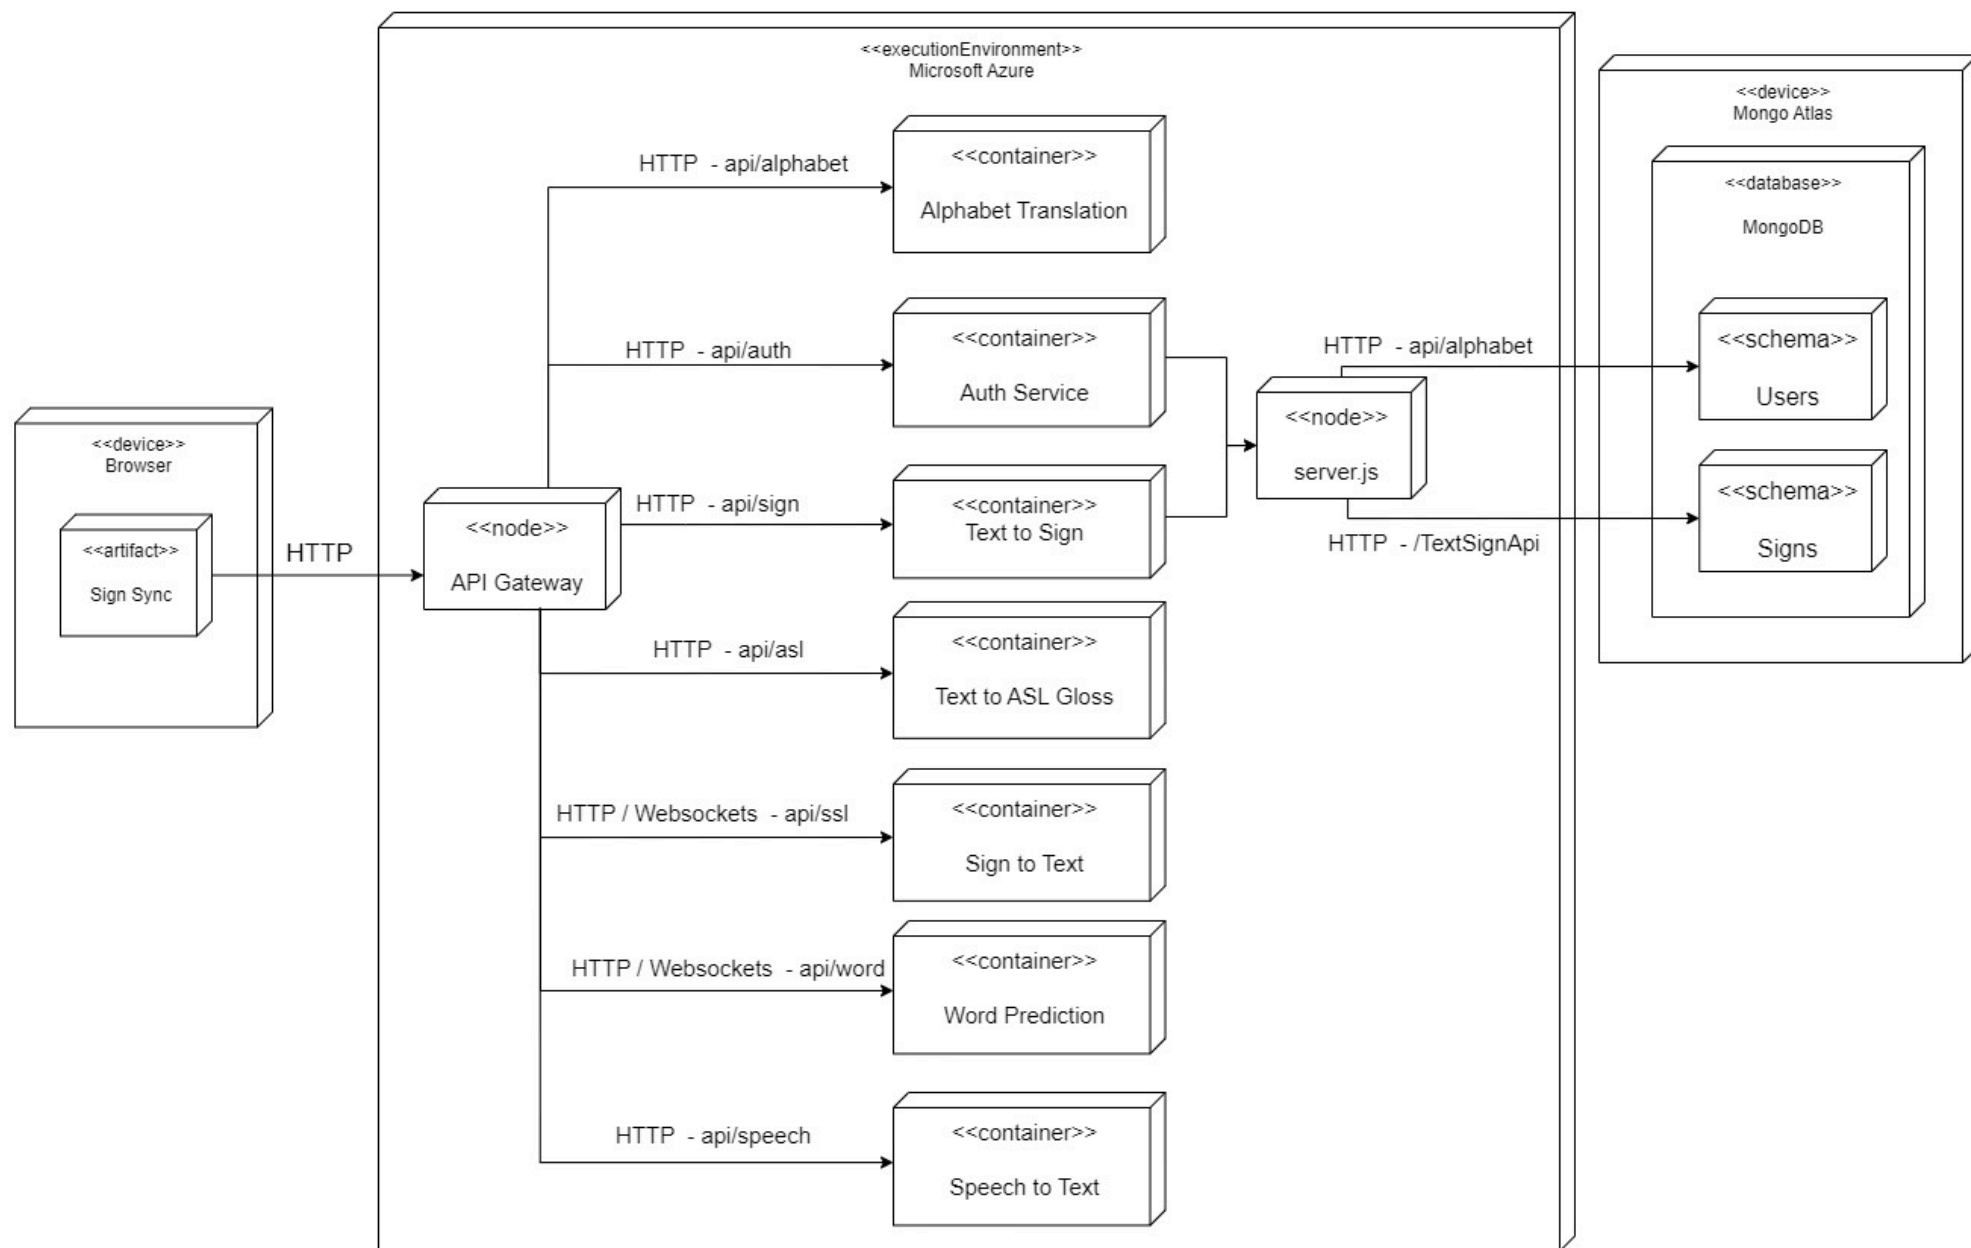 <<executionEnvironment>>
Microsoft Azure
<<device>>
Mongo Atlas
<<database>>
MongoDB
<<schema>>
Users
<<schema>>
Signs
<<device>>
Browser
<<artifact>>
Sign Sync
HTTP
<<node>>
API Gateway
HTTP - api/alphabet
<<container>>
Alphabet Translation
HTTP - api/auth
<<container>>
Auth Service
HTTP - api/sign
<<container>>
Text to Sign
HTTP - api/asl
<<container>>
Text to ASL Gloss
HTTP / Websockets - api/ssl
<<container>>
Sign to Text
HTTP / Websockets - api/word
<<container>>
Word Prediction
HTTP - api/speech
<<container>>
Speech to Text
<<node>>
server.js
HTTP - api/alphabet
HTTP - /TextSignApi